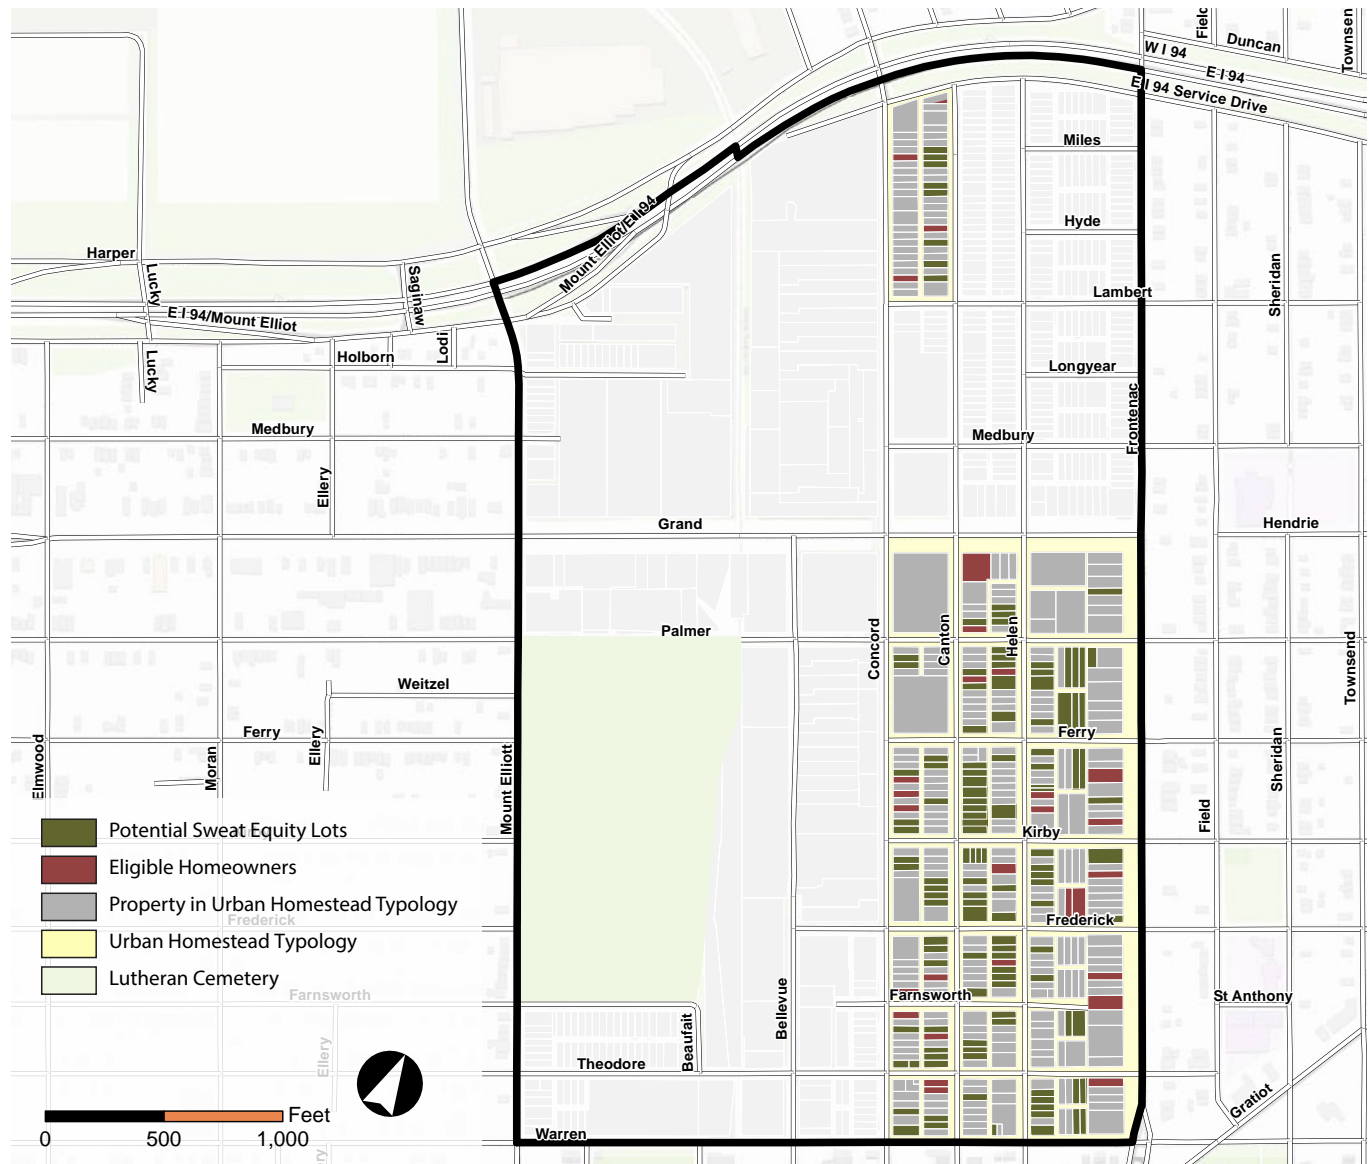 Field
Duncan
Townsen
W I 94
E I 94
E I 94 Service Drive
Miles
Hyde
Mount Elliot/E I 94
Harper
Lucky
Saginaw
Sheridan
Lambert
E I 94/Mount Elliot
Lodi
Holborn
Lucky
Longyear
Frontenac
Medbury
Medbury
Ellery
Grand
Hendrie
Palmer
Concord
Canton
Helen
Townsend
Weitzel
Ferry
Ferry
Elmwood
Moran
Ellery
Mount Elliott
Sheridan
Field
Potential Sweat Equity Lots
Kirby
Eligible Homeowners
Property in Urban Homestead Typology
Frederick
Frederick
Urban Homestead Typology
Lutheran Cemetery
Farnsworth
Farnsworth
St Anthony
Bellevue
Beaufait
Ellery
Theodore
Gratiot
Feet
0 500 1,000
Warren